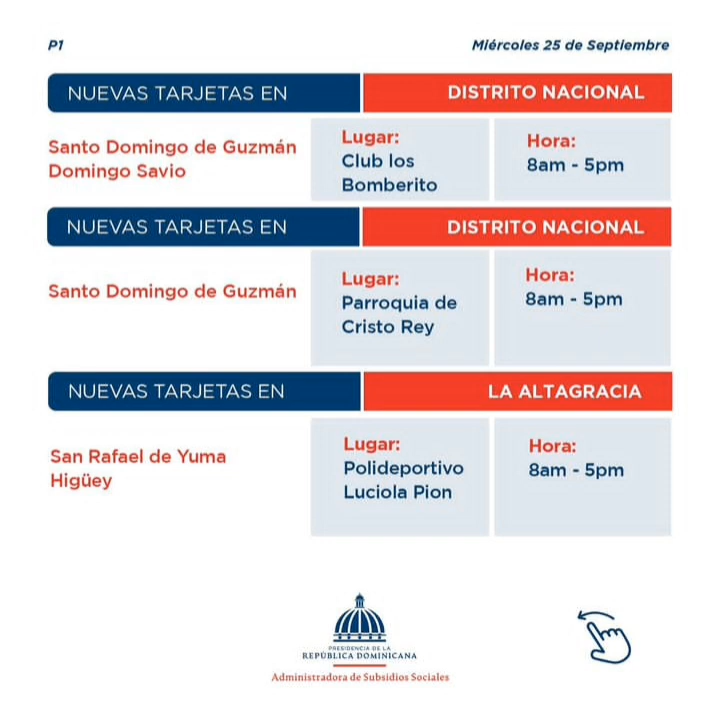 P1
Miércoles 25 de Septiembre
NUEVAS TARJETAS EN
DISTRITO NACIONAL
Santo Domingo de Guzmán
Domingo Savio
Lugar:
Club los
Bomberito
Hora:
8am - 5pm
NUEVAS TARJETAS EN
DISTRITO NACIONAL
Santo Domingo de Guzmán
Lugar:
Parroquia de
Cristo Rey
Hora:
8am - 5pm
NUEVAS TARJETAS EN
LA ALTAGRACIA
San Rafael de Yuma
Higüey
Lugar:
Polideportivo
Luciola Pion
Hora:
8am - 5pm
PRESIDENCIA DE LA
REPÚBLICA DOMINICANA
Administradora de Subsidios Sociales